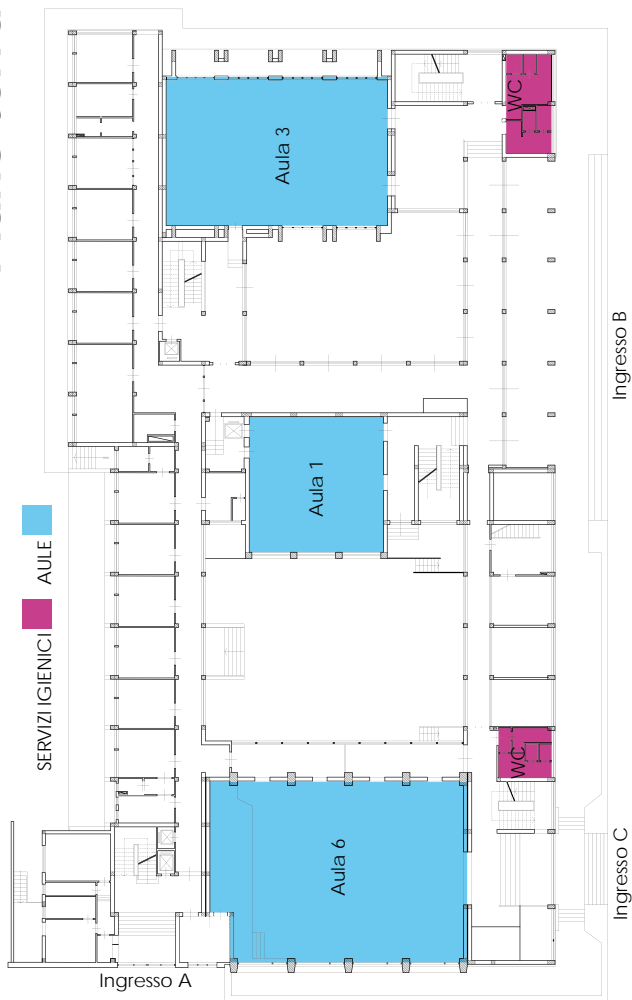 WC
Aula 3
Ingresso B
Aula 1
AULE
SERVIZI IGIENICI
WC
Aula 6
Ingresso C
Ingresso A